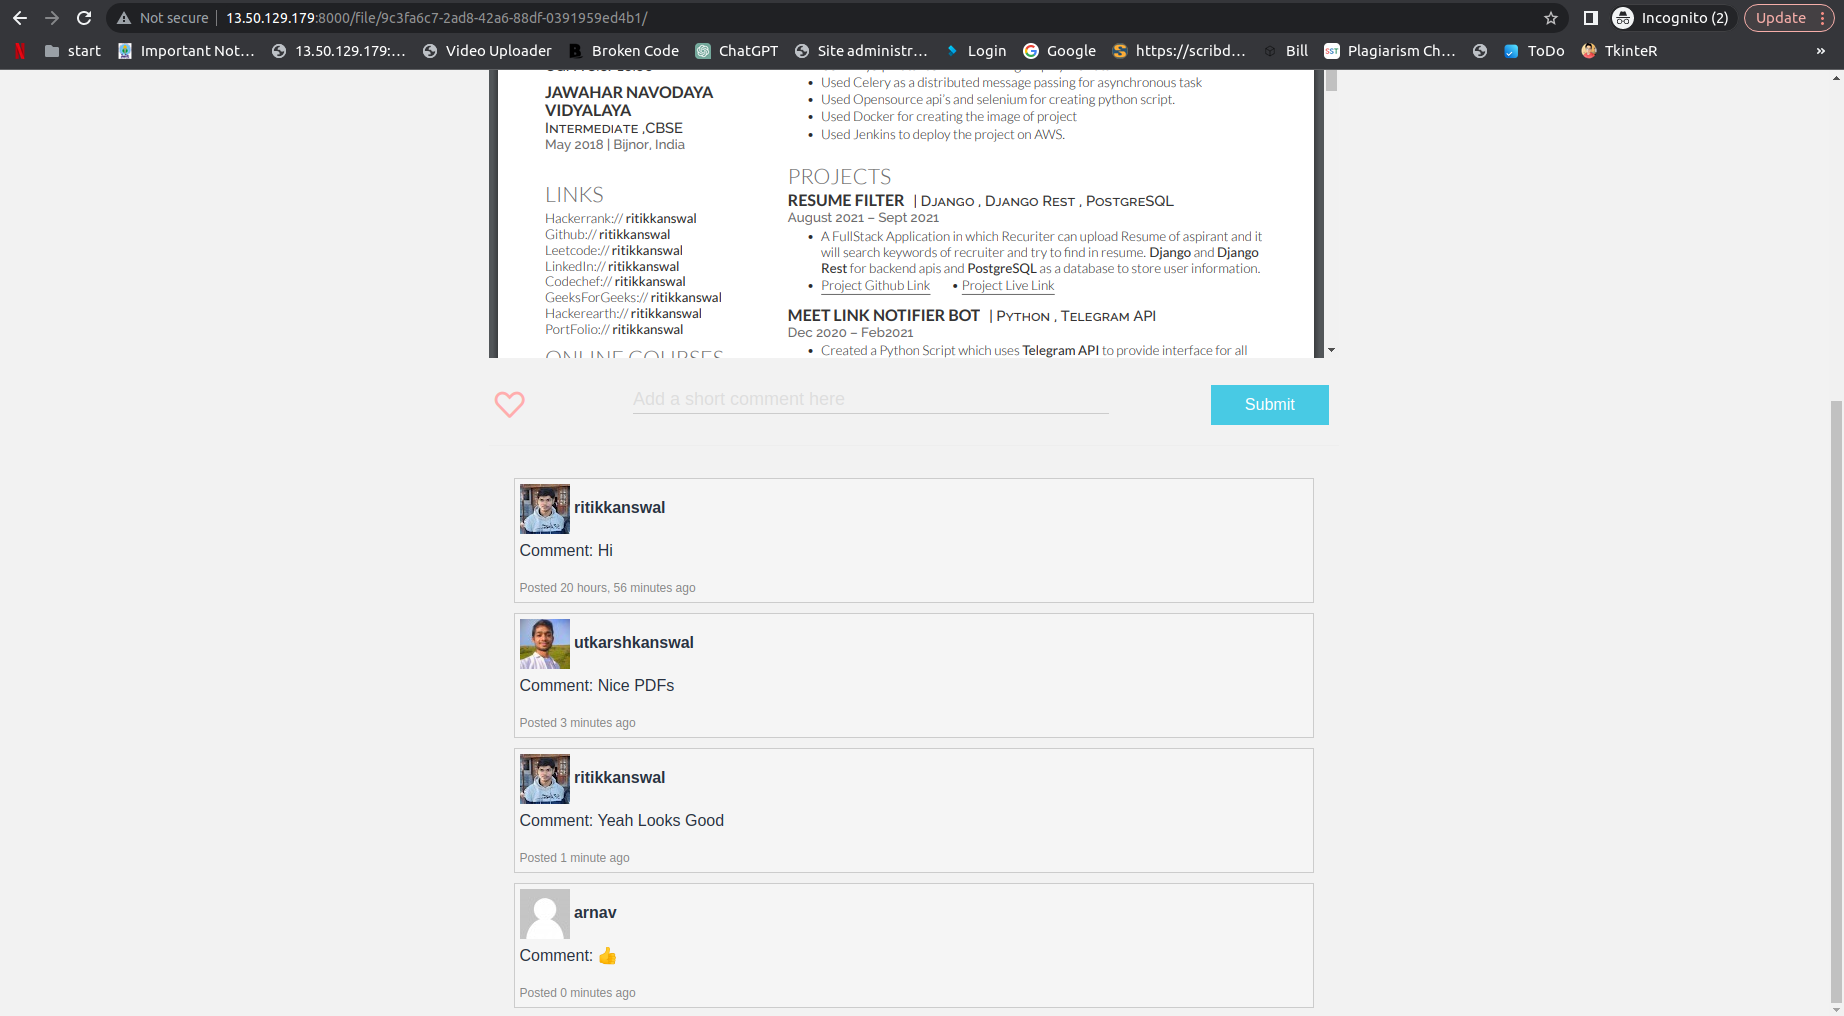 Not secure | 13.50.129.179:8000/file/9c3fa6c7-2ad8-42a6-88df-0391959ed4b1/
Incognito (2)
Update
start
Important Not…
13.50.129.179:…
Video Uploader
Broken Code
ChatGPT
Site administr…
Login
Google
https://scribd…
Bill
SST
Plagiarism Ch…
ToDo
TkinteR
»
JAWAHAR NAVODAYA
VIDYALAYA
INTERMEDIATE ,CBSE
May 2018 | Bijnor, India
LINKS
Hackerrank:// ritikkanswal
Github:// ritikkanswal
Leetcode:// ritikkanswal
LinkedIn:// ritikkanswal
Codechef:// ritikkanswal
GeeksForGeeks:// ritikkanswal
Hackerearth:// ritikkanswal
PortFolio:// ritikkanswal
ONLINE COURSES
• Used Celery as a distributed message passing for asynchronous task
• Used Opensource api's and selenium for creating python script.
• Used Docker for creating the image of project
• Used Jenkins to deploy the project on AWS.
PROJECTS
RESUME FILTER | DJANGO , DJANGO REST , POSTGRESQL
August 2021 – Sept 2021
• A FullStack Application in which Recuriter can upload Resume of aspirant and it
will search keywords of recruiter and try to find in resume. Django and Django
Rest for backend apis and PostgreSQL as a database to store user information.
• Project Github Link • Project Live Link
MEET LINK NOTIFIER BOT | PYTHON , TELEGRAM API
Dec 2020 – Feb2021
• Created a Python Script which uses Telegram API to provide interface for all
Add a short comment here
Submit
ritikkanswal
Comment: Hi
Posted 20 hours, 56 minutes ago
utkarshkanswal
Comment: Nice PDFs
Posted 3 minutes ago
ritikkanswal
Comment: Yeah Looks Good
Posted 1 minute ago
arnav
Comment: 👍
Posted 0 minutes ago